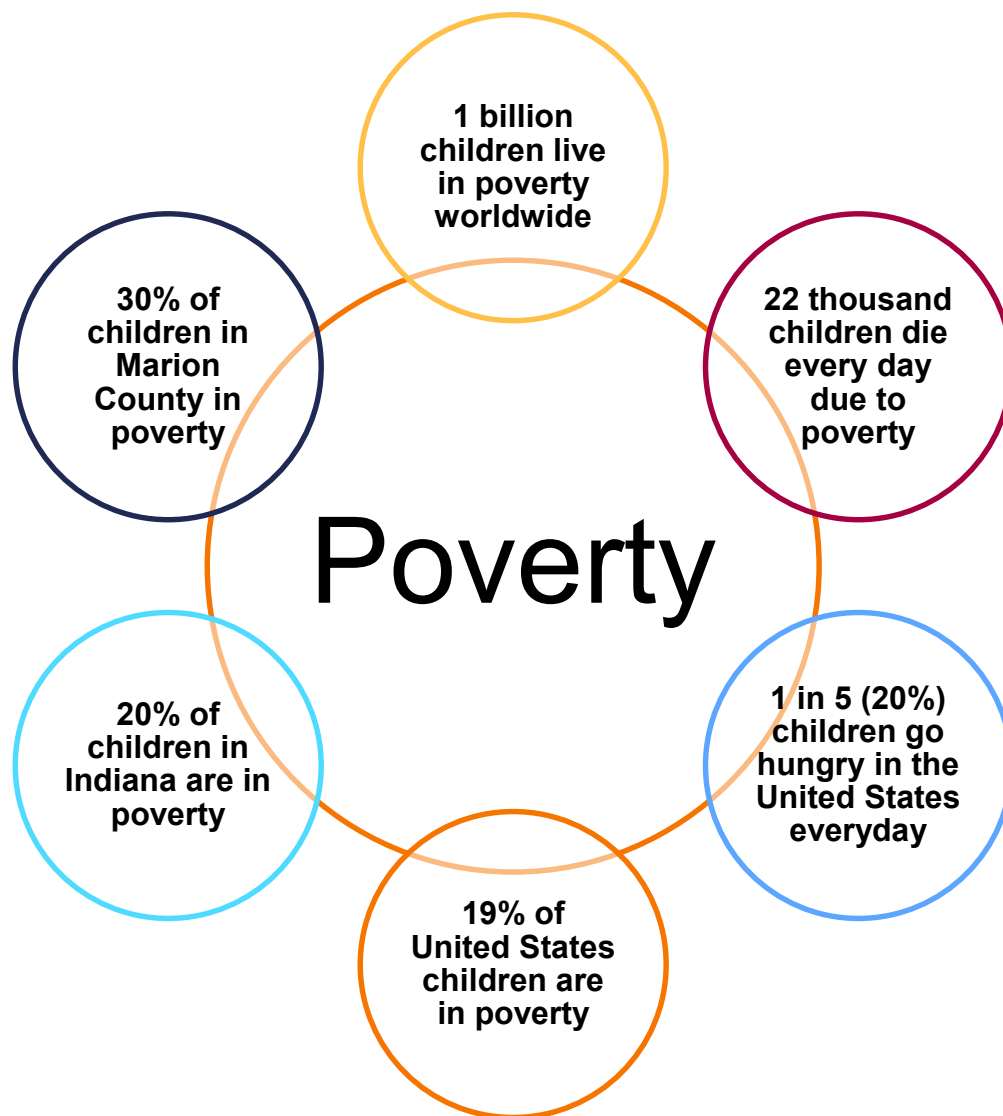 1 billion
children live
in poverty
worldwide
22 thousand
children die
every day
due to
poverty
1 in 5 (20%)
children go
hungry in the
United States
everyday
19% of
United States
children are
in poverty
20% of
children in
Indiana are in
poverty
30% of
children in
Marion
County in
poverty
Poverty